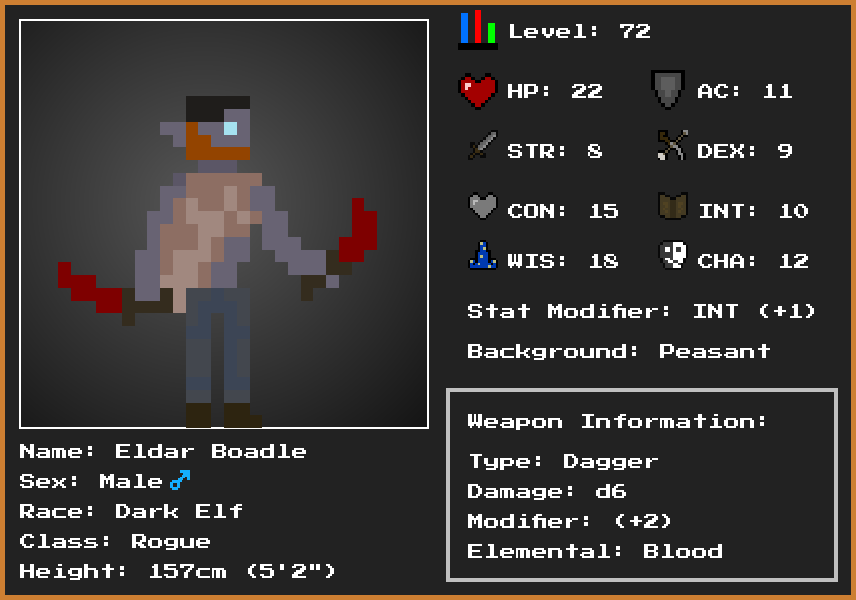 Level: 72
HP: 22
AC: 11
STR: 8
DEX: 9
CON: 15
INT: 10
WIS: 18
CHA: 12
Stat Modifier: INT (+1)
Background: Peasant
Weapon Information:
Type: Dagger
Damage: d6
Modifier: (+2)
Elemental: Blood
Name: Eldar Boadle
Sex: Male♂
Race: Dark Elf
Class: Rogue
Height: 157cm (5'2")